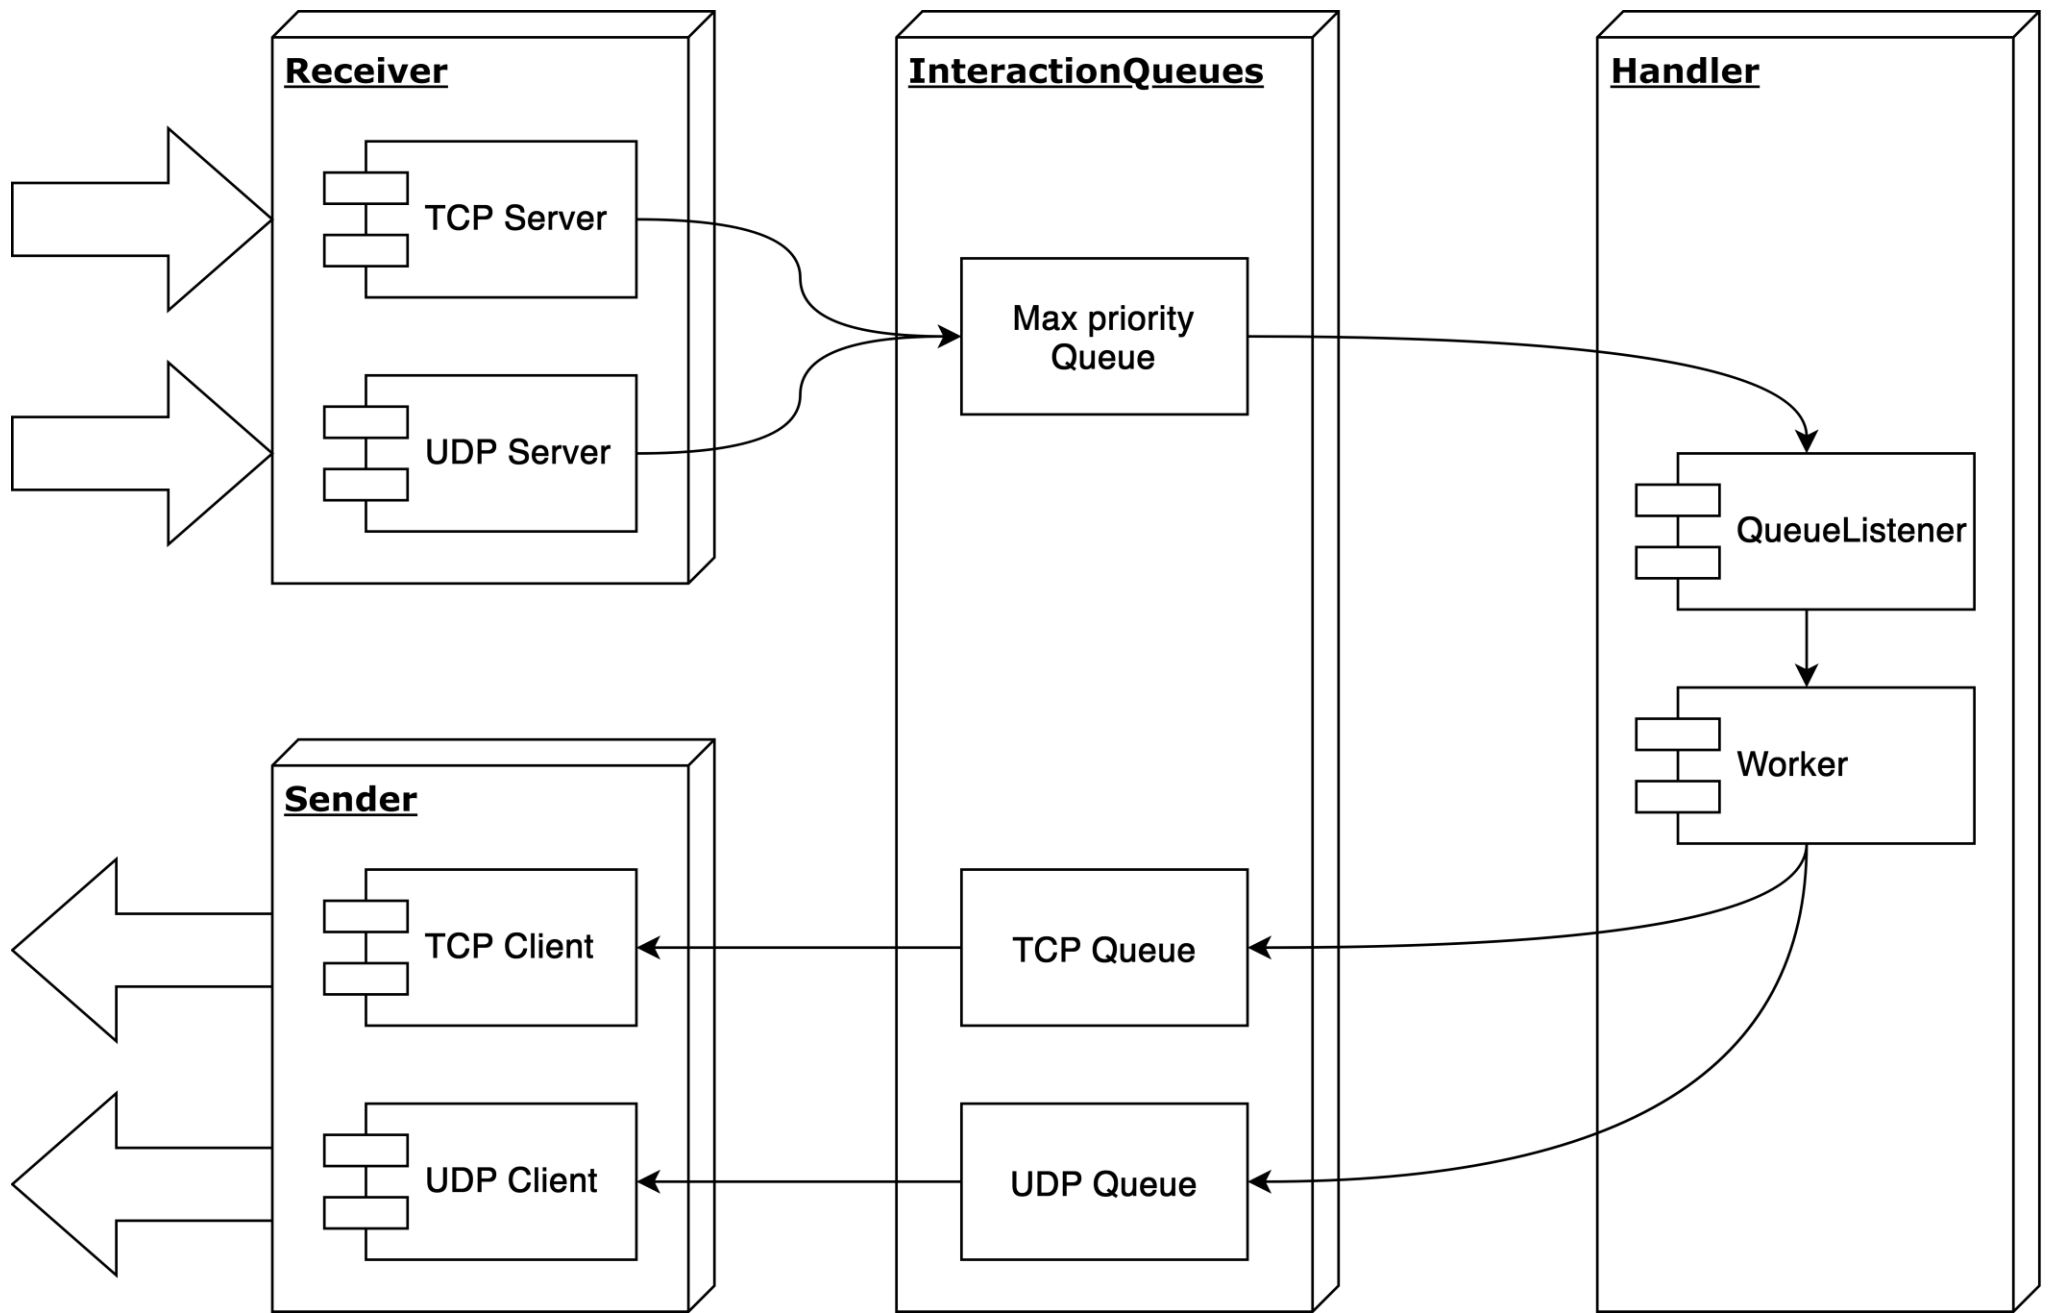 Receiver
TCP Server
UDP Server
InteractionQueues
Max priority
Queue
Handler
QueueListener
Worker
Sender
TCP Client
UDP Client
TCP Queue
UDP Queue